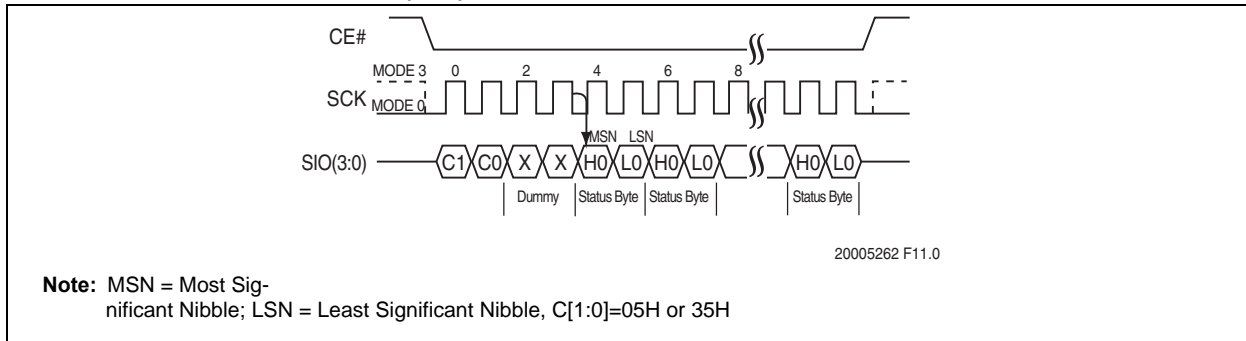 CE#
MODE 3 0 2 4 6 8
SCK MODE 0
MSN LSN
SIO(3:0) C1 C0 X X H0 L0 H0 L0 H0 L0
Dummy Status Byte Status Byte Status Byte
20005262 F11.0
Note: MSN = Most Sig-
nificant Nibble; LSN = Least Significant Nibble, C[1:0]=05H or 35H